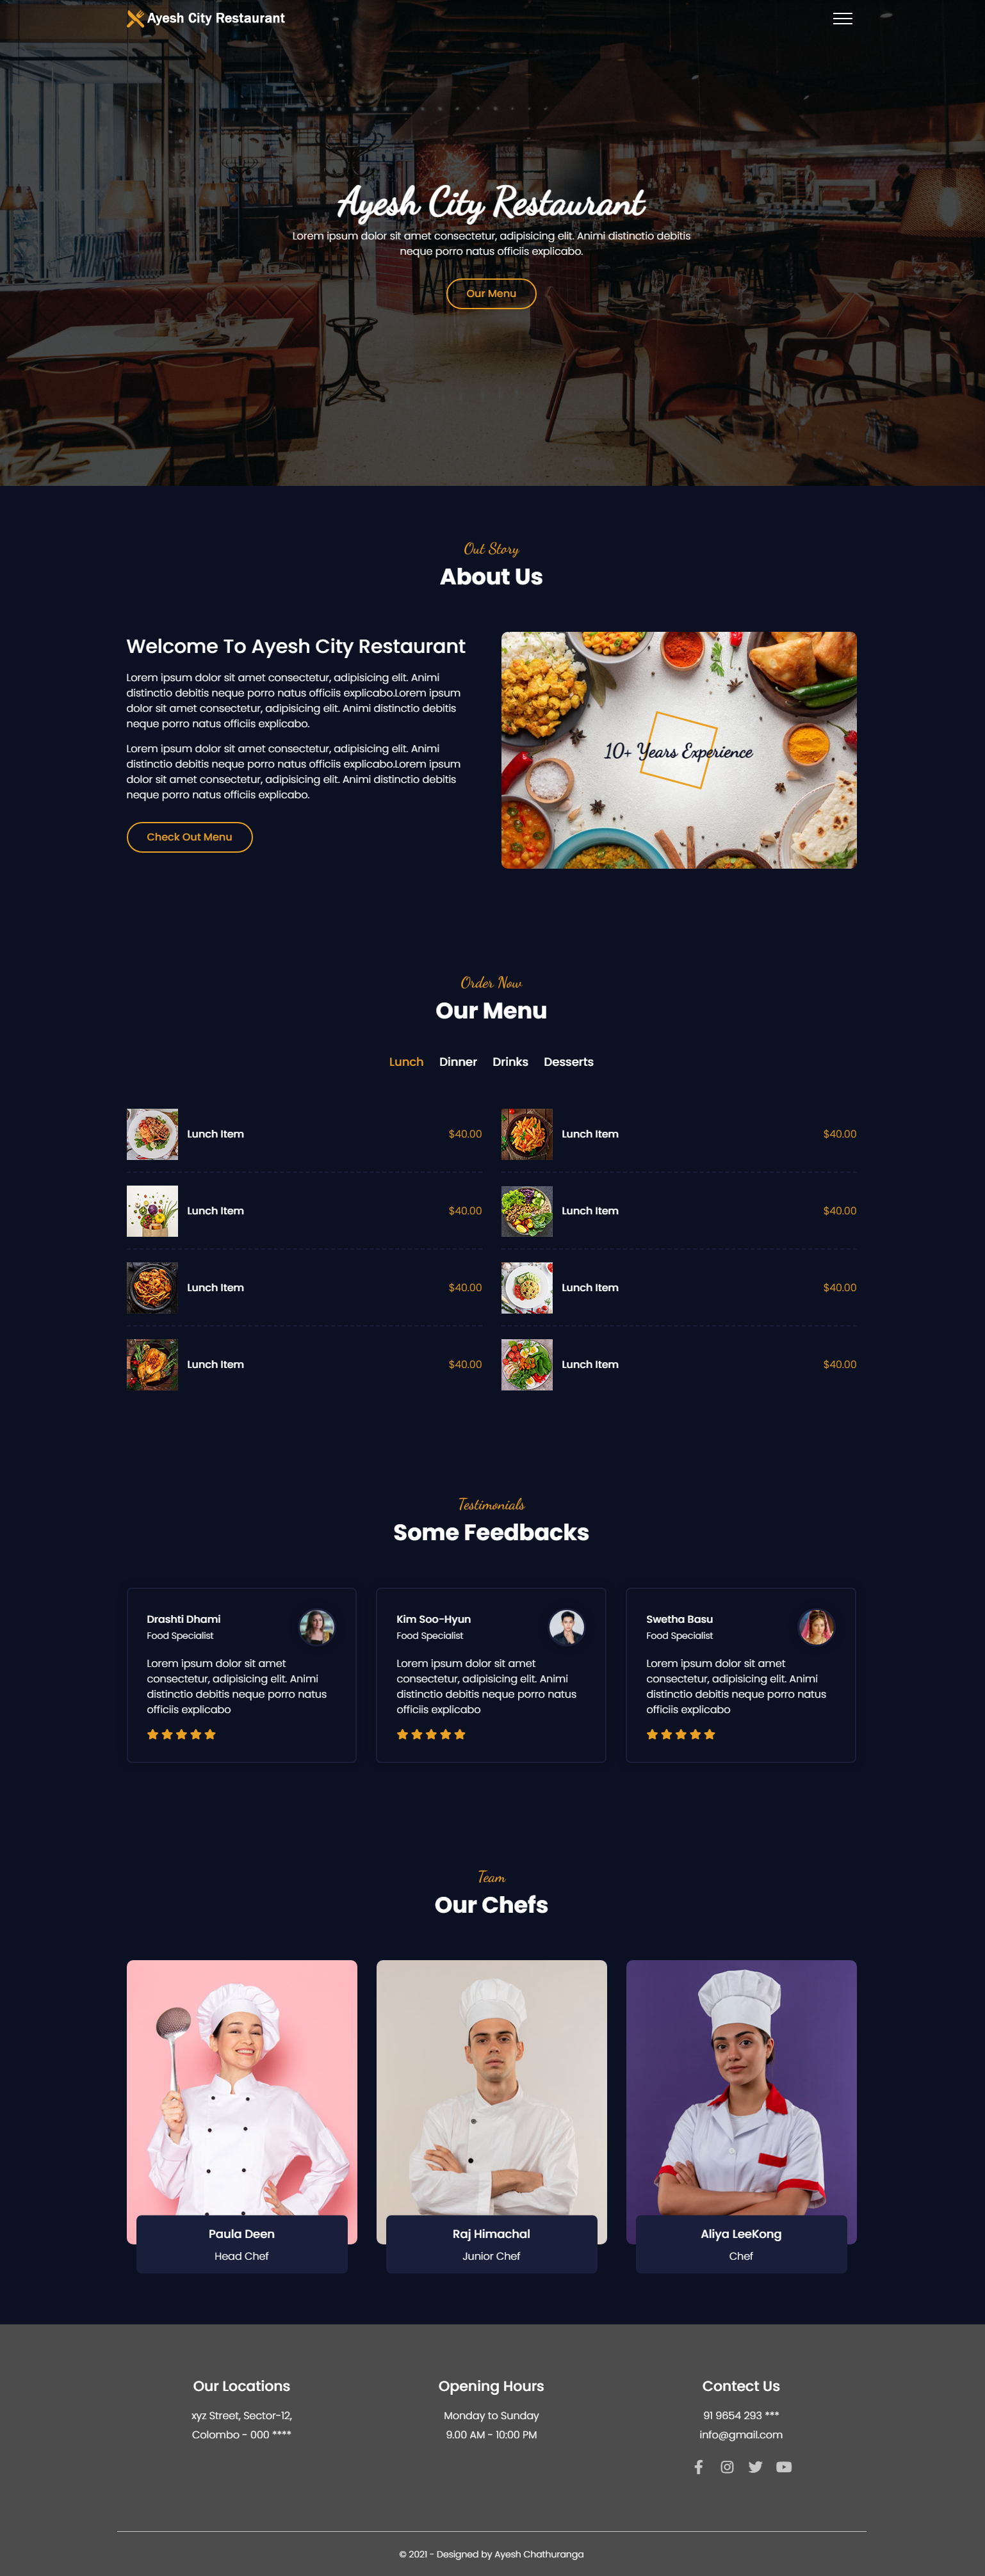 Ayesh City Restaurant
Ayesh City Restaurant
Lorem ipsum dolor sit amet consectetur, adipisicing elit. Animi distinctio debitis
neque porro natus officiis explicabo.
Our Menu
Out Story
About Us
Welcome To Ayesh City Restaurant
Lorem ipsum dolor sit amet consectetur, adipisicing elit. Animi
distinctio debitis neque porro natus officiis explicabo.Lorem ipsum
dolor sit amet consectetur, adipisicing elit. Animi distinctio debitis
neque porro natus officiis explicabo.
Lorem ipsum dolor sit amet consectetur, adipisicing elit. Animi
distinctio debitis neque porro natus officiis explicabo.Lorem ipsum
dolor sit amet consectetur, adipisicing elit. Animi distinctio debitis
neque porro natus officiis explicabo.
Check Out Menu
10+ Years Experience
Order Now
Our Menu
Lunch Dinner Drinks Desserts
Lunch Item $40.00
Lunch Item $40.00
Lunch Item $40.00
Lunch Item $40.00
Lunch Item $40.00
Lunch Item $40.00
Lunch Item $40.00
Lunch Item $40.00
Testimonials
Some Feedbacks
Drashti Dhami
Food Specialist
Lorem ipsum dolor sit amet
consectetur, adipisicing elit. Animi
distinctio debitis neque porro natus
officiis explicabo
Kim Soo-Hyun
Food Specialist
Lorem ipsum dolor sit amet
consectetur, adipisicing elit. Animi
distinctio debitis neque porro natus
officiis explicabo
Swetha Basu
Food Specialist
Lorem ipsum dolor sit amet
consectetur, adipisicing elit. Animi
distinctio debitis neque porro natus
officiis explicabo
Team
Our Chefs
Paula Deen
Head Chef
Raj Himachal
Junior Chef
Aliya LeeKong
Chef
Our Locations
xyz Street, Sector-12,
Colombo - 000 ****
Opening Hours
Monday to Sunday
9.00 AM - 10:00 PM
Contect Us
91 9654 293 ***
info@gmail.com
© 2021 - Designed by Ayesh Chathuranga